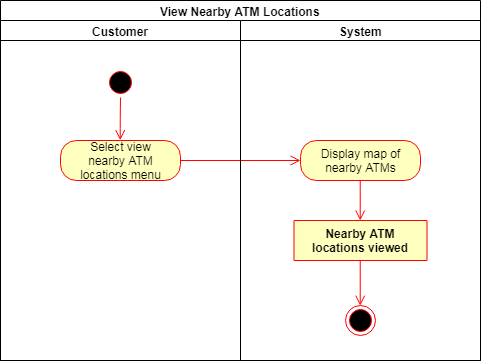 View Nearby ATM Locations
Customer
System
Select view
nearby ATM
locations menu
Display map of
nearby ATMs
Nearby ATM
locations viewed